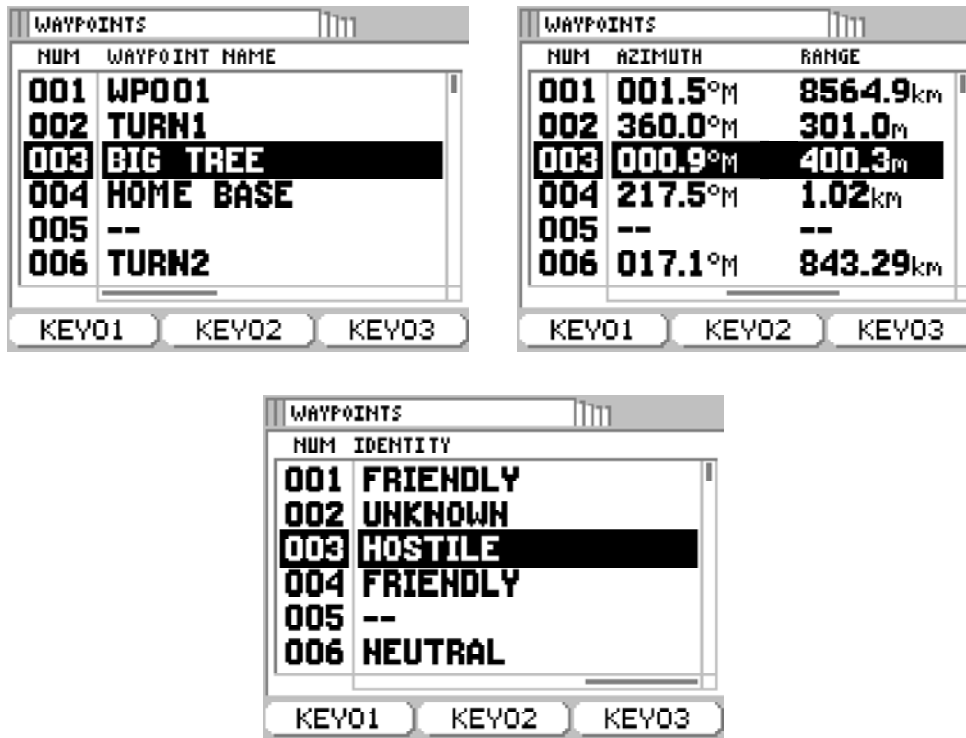 WAYPOINTS
NUM WAYPOINT NAME
001 WP001
002 TURN1
003 BIG TREE
004 HOME BASE
005 --
006 TURN2
KEY01 KEY02 KEY03
WAYPOINTS
NUM AZIMUTH RANGE
001 001.5°M 8564.9km
002 360.0°M 301.0m
003 000.9°M 400.3m
004 217.5°M 1.02km
005 -- --
006 017.1°M 843.29km
KEY01 KEY02 KEY03
WAYPOINTS
NUM IDENTITY
001 FRIENDLY
002 UNKNOWN
003 HOSTILE
004 FRIENDLY
005 --
006 NEUTRAL
KEY01 KEY02 KEY03